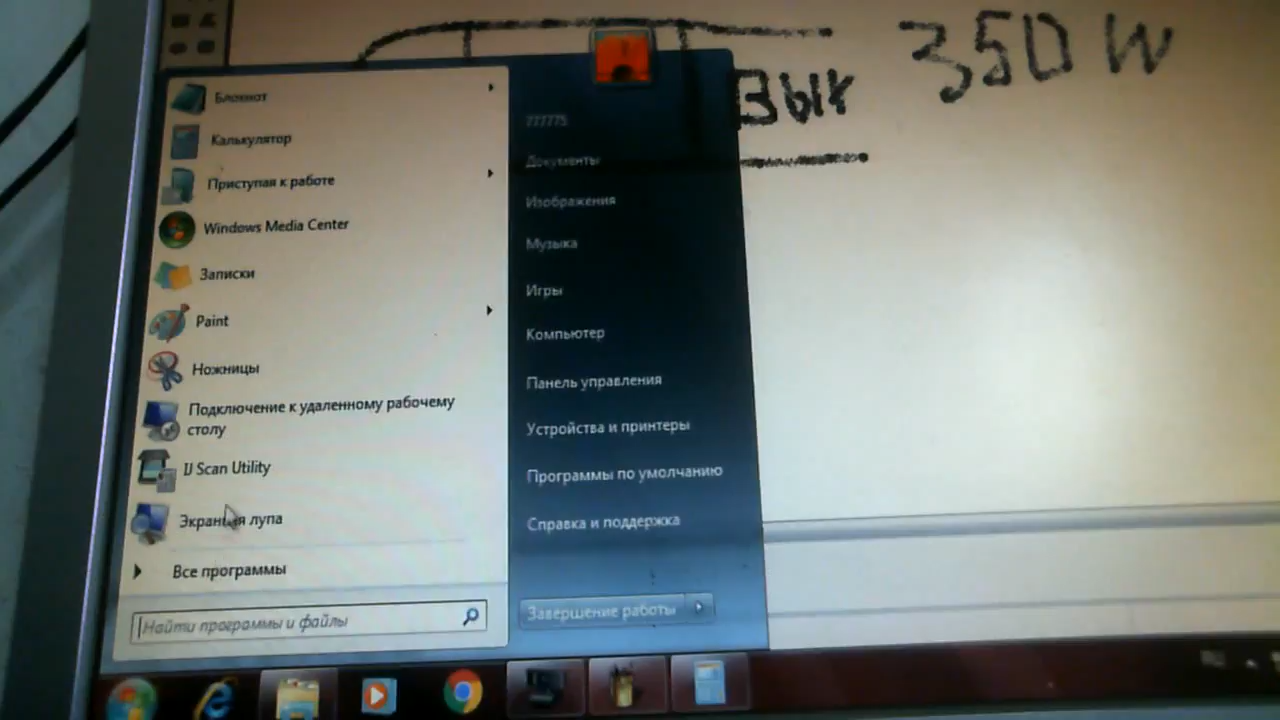 350 W
Вык
Блокнот
Калькулятор
Приступая к работе
Windows Media Center
Записки
Paint
Ножницы
Подключение к удаленному рабочему
столу
IJ Scan Utility
Экранная лупа
Все программы
Найти программы и файлы
777775
Документы
Изображения
Музыка
Игры
Компьютер
Панель управления
Устройства и принтеры
Программы по умолчанию
Справка и поддержка
Завершение работы